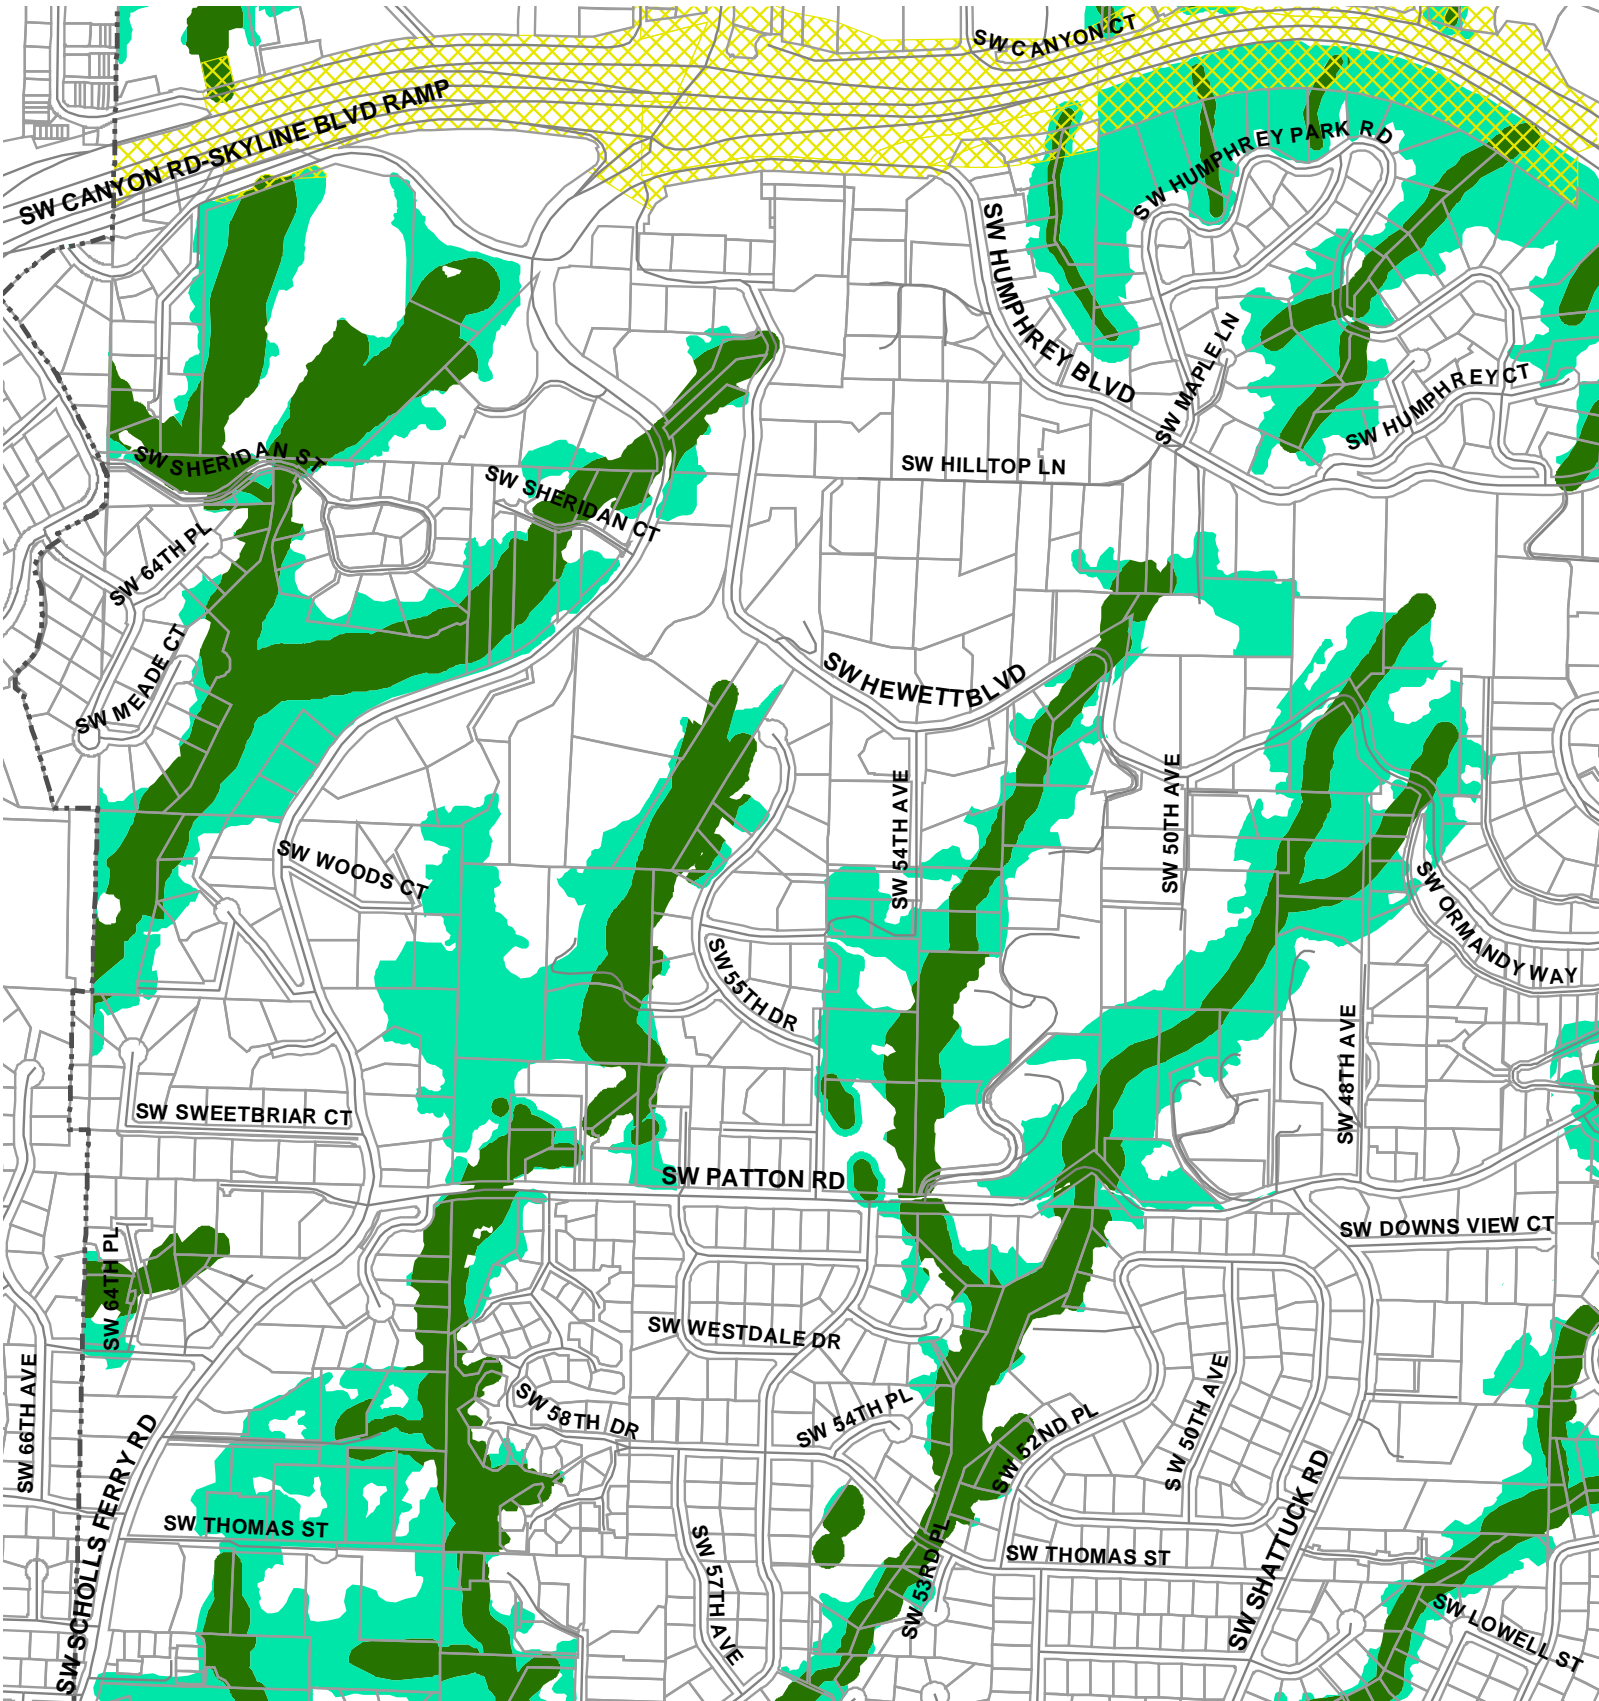 SW CANYON CT
SW CANYON RD-SKYLINE BLVD RAMP
SW HUMPHREY PARK RD
SW HUMPHREY BLVD
SW MAPLE LN
SW HUMPHREY CT
SW SHERIDAN ST
SW HILLTOP LN
SW SHERIDAN CT
SW 64TH PL
SW MEADE CT
SW HEWETT BLVD
SW 54TH AVE
SW 50TH AVE
SW WOODS CT
SW ORMANDY WAY
SW 55TH DR
SW 48TH AVE
SW SWEETBRIAR CT
SW PATTON RD
SW DOWNS VIEW CT
SW 64TH PL
SW WESTDALE DR
SW 66TH AVE
SW 58TH DR
SW 54TH PL
SW 52ND PL
SW 50TH AVE
SW SCHOLLS FERRY RD
SW THOMAS ST
SW 57TH AVE
SW 53RD PL
SW THOMAS ST
SW SHATTUCK RD
SW LOWELL ST